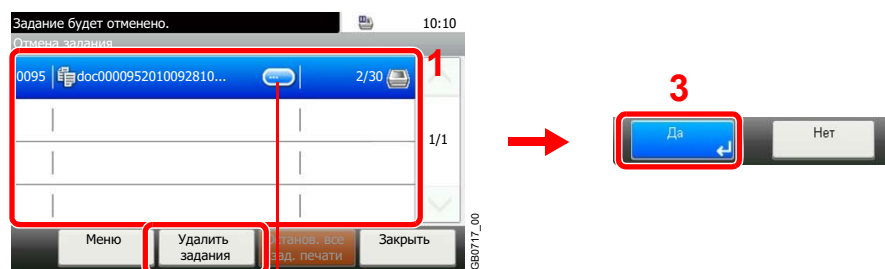 Задание будет отменено.
10:10
Отмена задания
1
0095
doc0000952010092810...
...
2/30
1/1
Меню
Удалить
задания
Останов. все
зад. печати
Закрыть
GB0717_00
3
Да
Нет